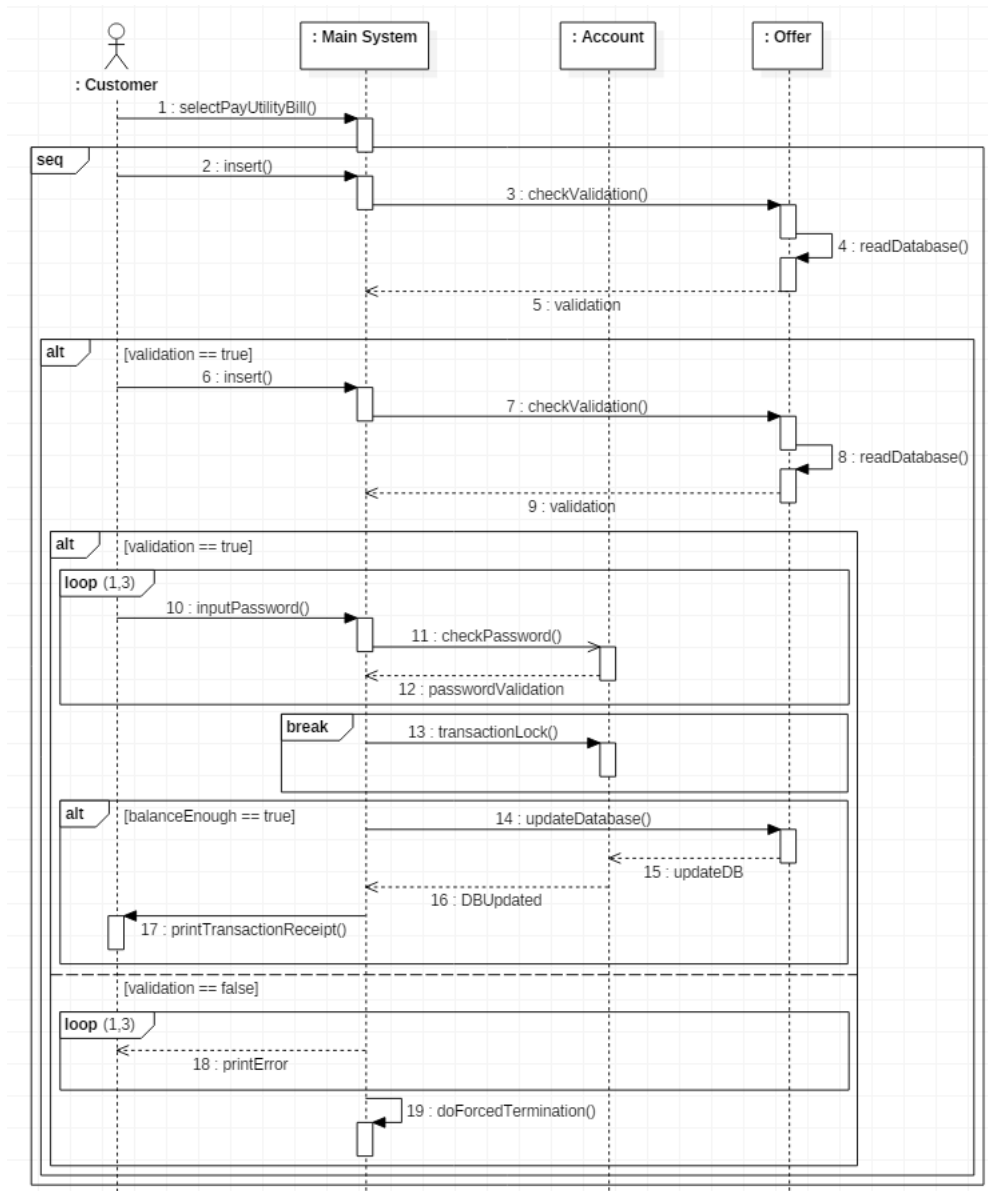 : Customer
: Main System
: Account
: Offer
1 : selectPayUtilityBill()
seq
2 : insert()
3 : checkValidation()
4 : readDatabase()
5 : validation
alt
[validation == true]
6 : insert()
7 : checkValidation()
8 : readDatabase()
9 : validation
alt
[validation == true]
loop (1,3)
10 : inputPassword()
11 : checkPassword()
12 : passwordValidation
break
13 : transactionLock()
alt
[balanceEnough == true]
14 : updateDatabase()
15 : updateDB
16 : DBUpdated
17 : printTransactionReceipt()
[validation == false]
loop (1,3)
18 : printError
19 : doForcedTermination()